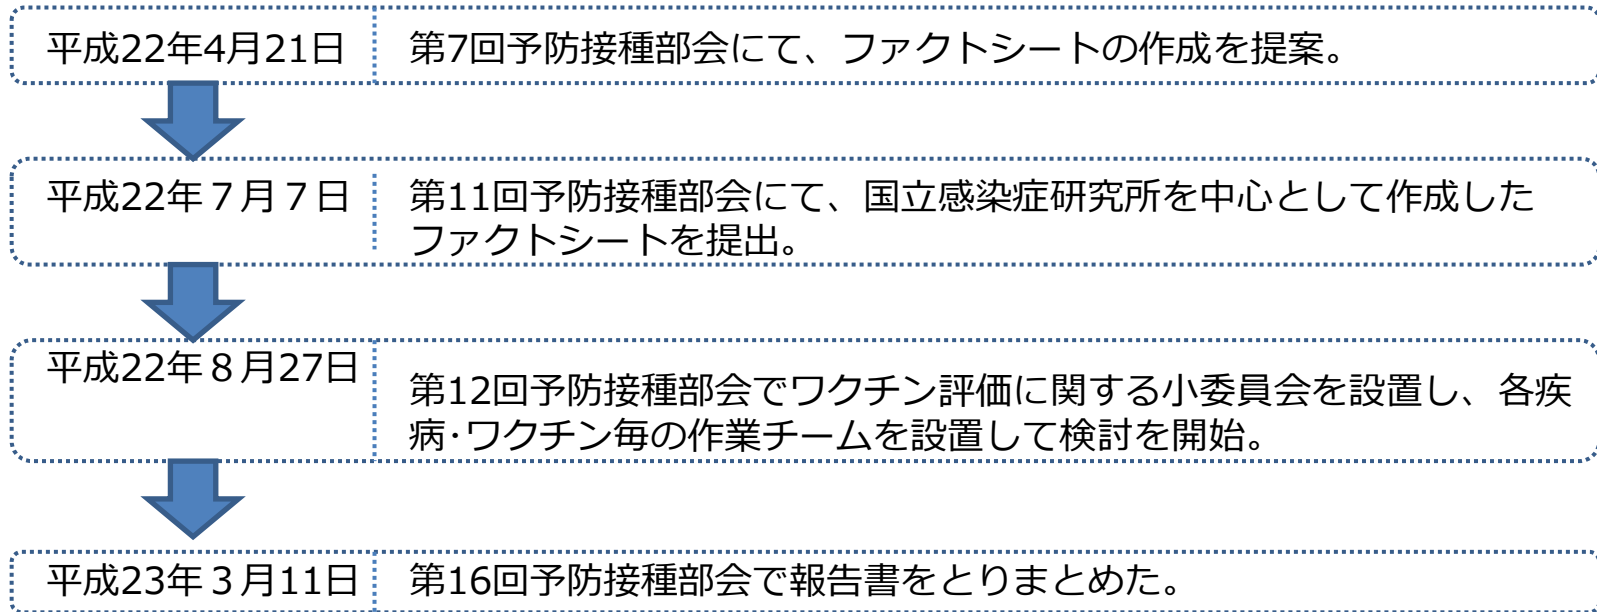 平成22年4月21日
第7回予防接種部会にて、ファクトシートの作成を提案。
平成22年７月７日
第11回予防接種部会にて、国立感染症研究所を中心として作成した
ファクトシートを提出。
平成22年８月27日
第12回予防接種部会でワクチン評価に関する小委員会を設置し、各疾
病･ワクチン毎の作業チームを設置して検討を開始。
平成23年３月11日
第16回予防接種部会で報告書をとりまとめた。